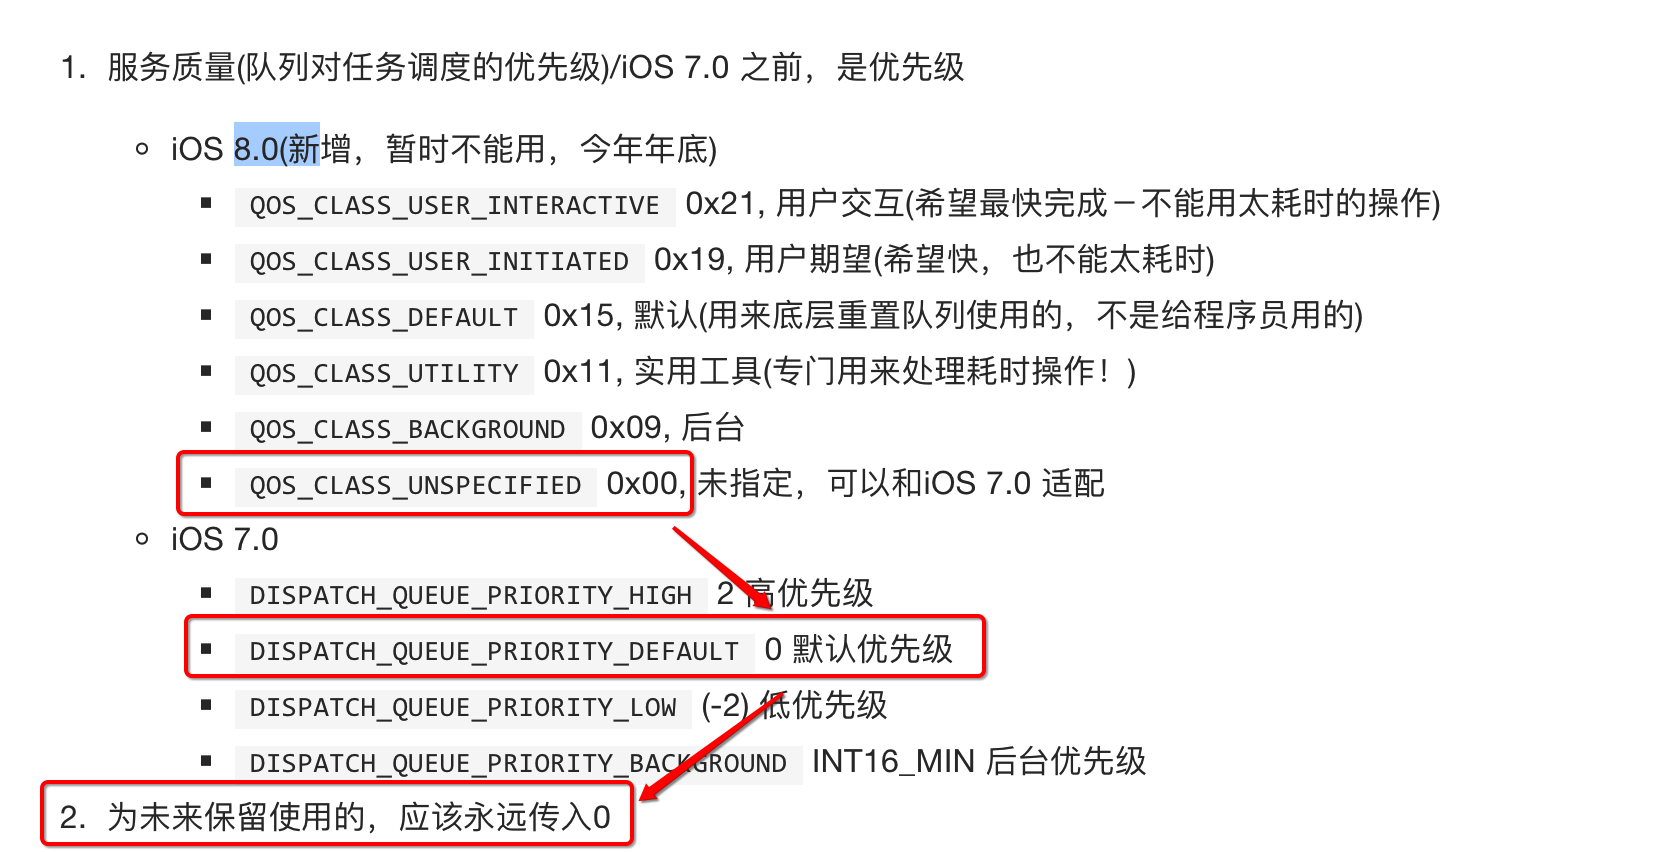 1. 服务质量(队列对任务调度的优先级)/iOS 7.0 之前，是优先级
iOS 8.0(新增，暂时不能用，今年年底)
QOS_CLASS_USER_INTERACTIVE 0x21, 用户交互(希望最快完成－不能用太耗时的操作)
QOS_CLASS_USER_INITIATED 0x19, 用户期望(希望快，也不能太耗时)
QOS_CLASS_DEFAULT 0x15, 默认(用来底层重置队列使用的，不是给程序员用的)
QOS_CLASS_UTILITY 0x11, 实用工具(专门用来处理耗时操作！)
QOS_CLASS_BACKGROUND 0x09, 后台
QOS_CLASS_UNSPECIFIED 0x00, 未指定，可以和iOS 7.0 适配
iOS 7.0
DISPATCH_QUEUE_PRIORITY_HIGH 2 高优先级
DISPATCH_QUEUE_PRIORITY_DEFAULT 0 默认优先级
DISPATCH_QUEUE_PRIORITY_LOW (-2) 低优先级
DISPATCH_QUEUE_PRIORITY_BACKGROUND INT16_MIN 后台优先级
2. 为未来保留使用的，应该永远传入0